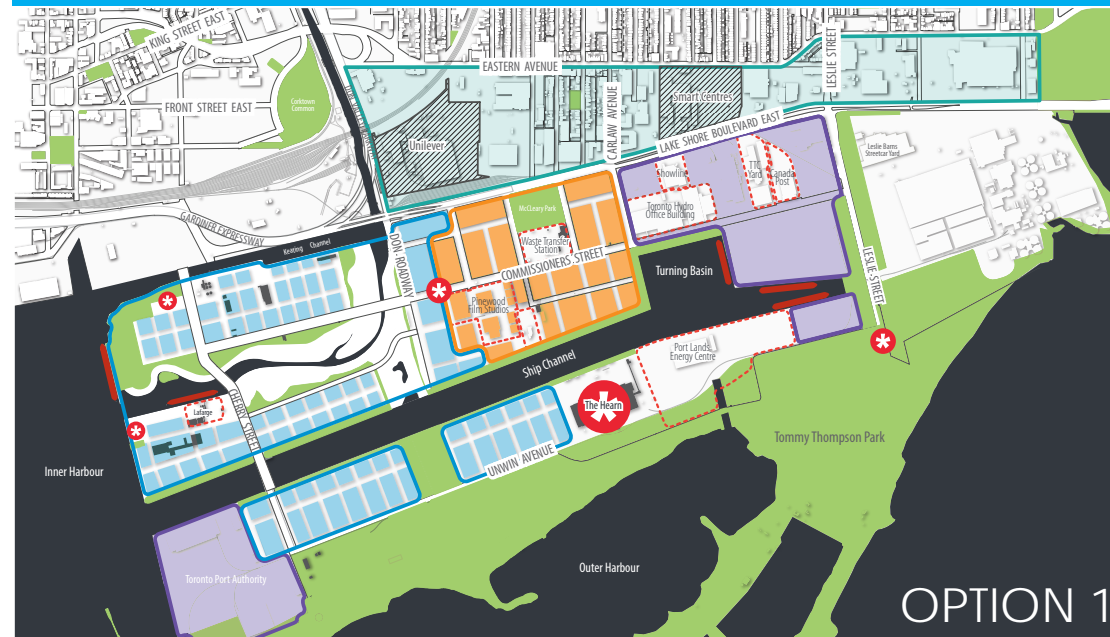 KING STREET EAST
EASTERN AVENUE
LESLIE STREET
FRONT STREET EAST
Corktown
Common
CARLAW AVENUE
Smart Centres
Unilever
LAKE SHORE BOULEVARD EAST
Leslie Barns
Streetcar Yard
Showline
TTC
Yard
Canada
Post
Toronto Hydro
Office Building
McCleary Park
GARDINER EXPRESSWAY
Keating Channel
DON ROADWAY
Waste Transfer
Station
COMMISSIONERS STREET
Turning Basin
LESLIE STREET
Pinewood
Film Studios
Ship Channel
Port Lands
Energy Centre
CHERRY STREET
Lafarge
The Hearn
Tommy Thompson Park
Inner Harbour
UNWIN AVENUE
Outer Harbour
Toronto Port Authority
OPTION 1